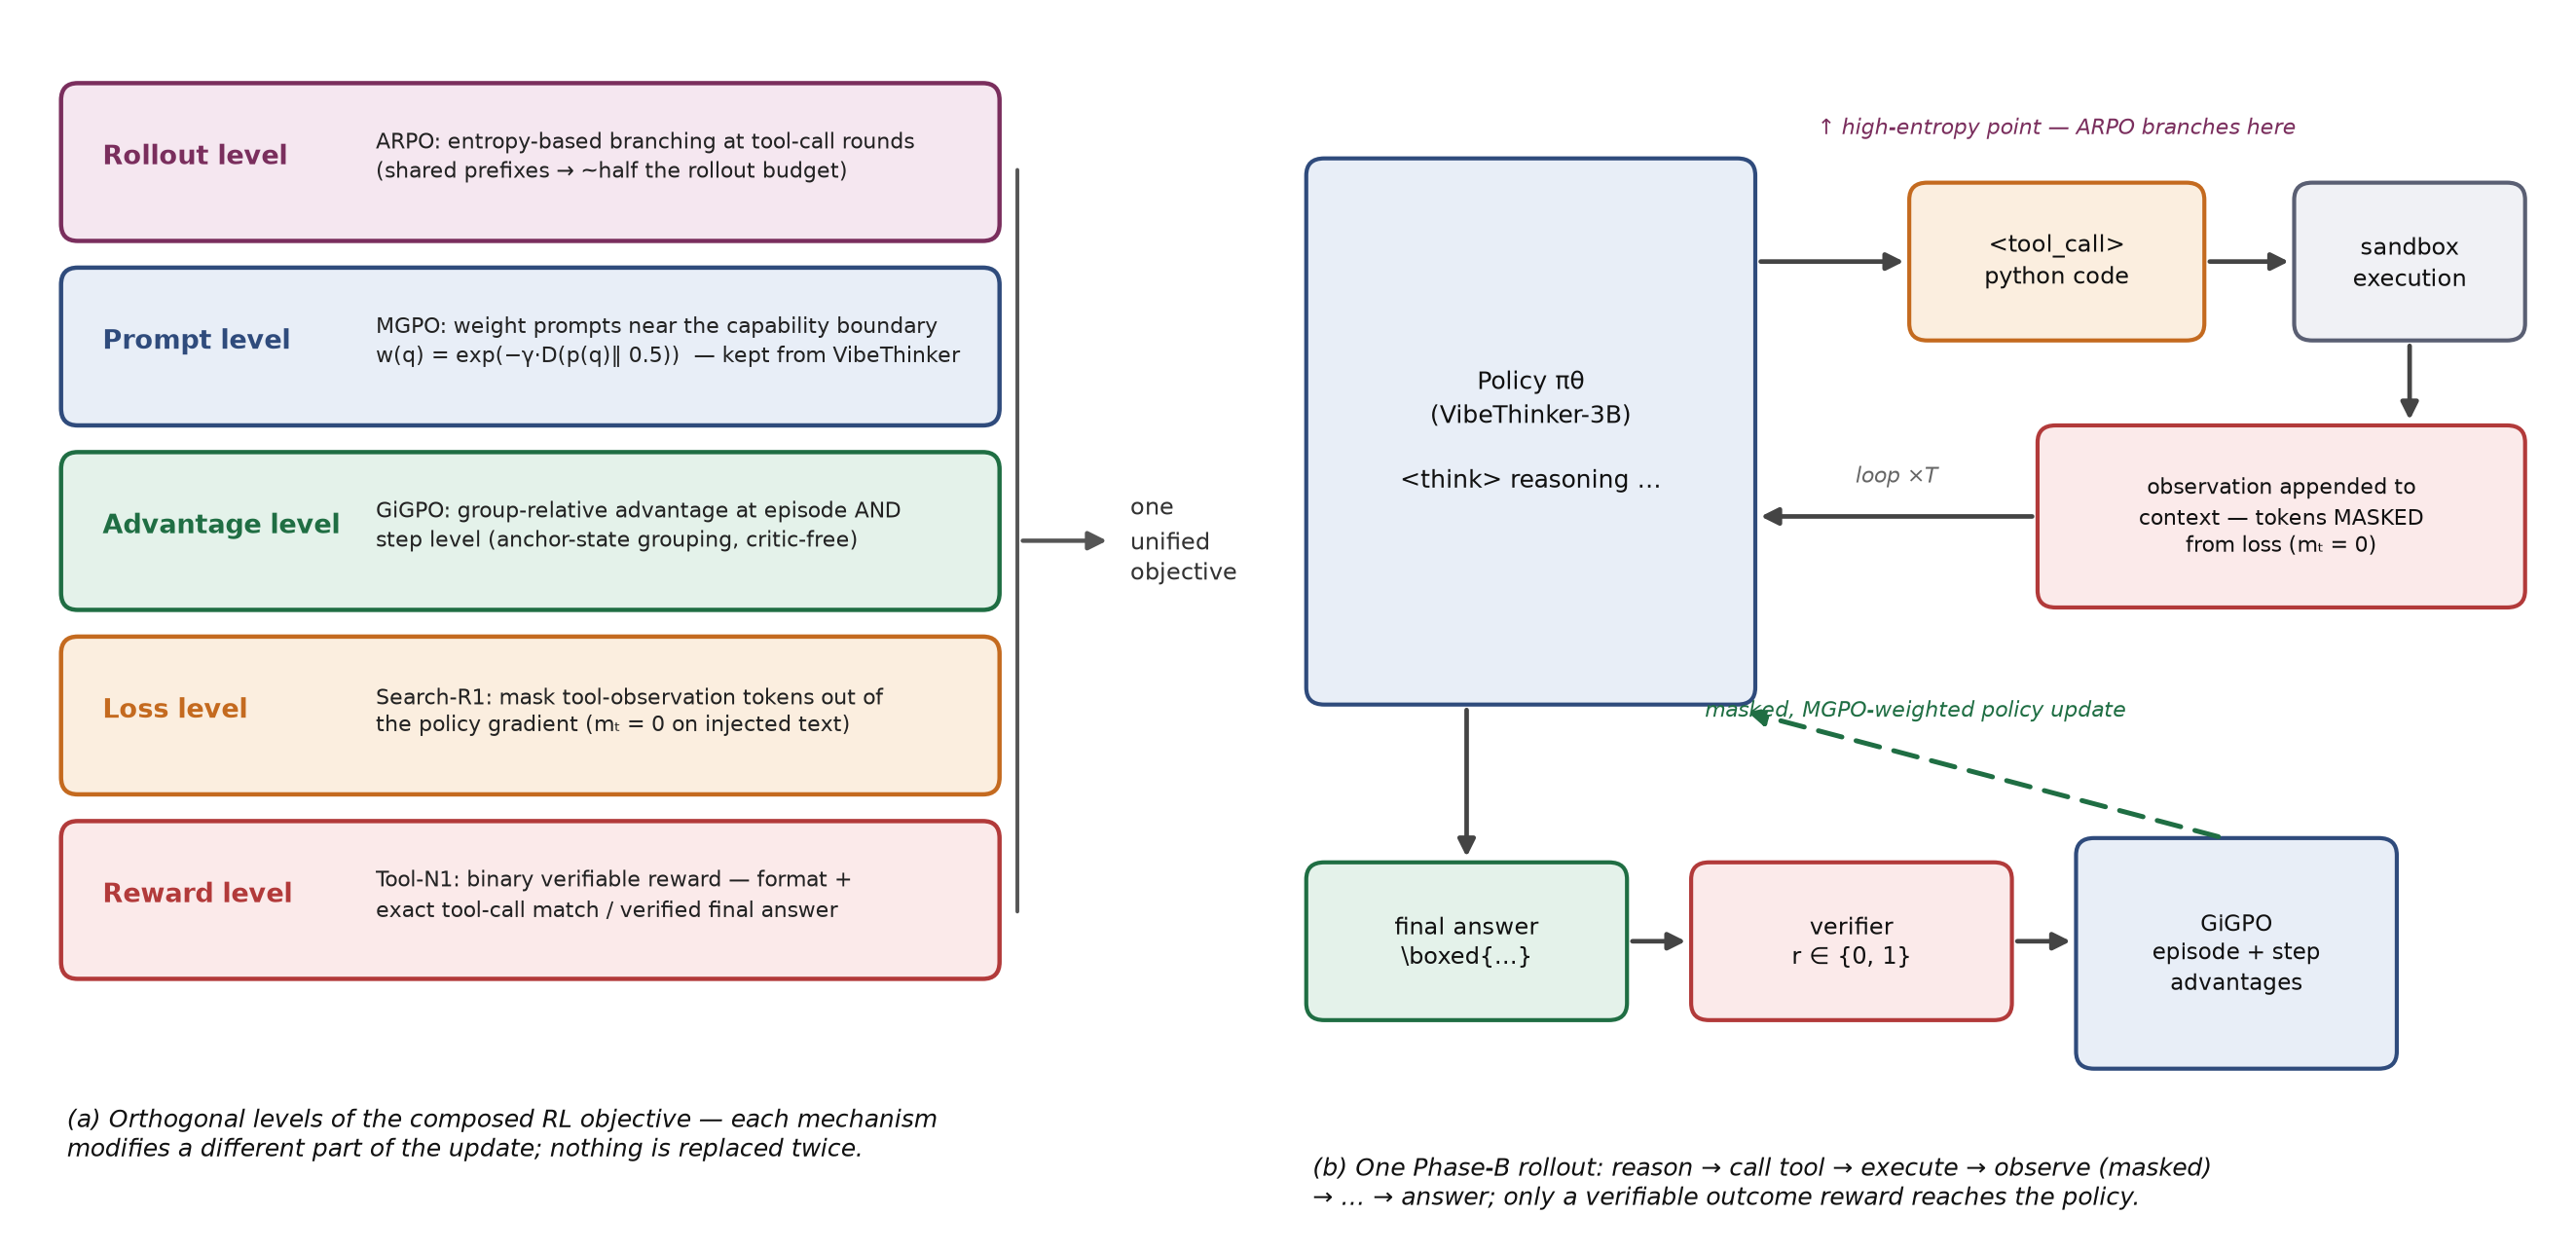 Rollout level
ARPO: entropy-based branching at tool-call rounds
(shared prefixes → ~half the rollout budget)
Prompt level
MGPO: weight prompts near the capability boundary
w(q) = exp(−γ·D(p(q)‖ 0.5))  — kept from VibeThinker
Advantage level
GiGPO: group-relative advantage at episode AND
step level (anchor-state grouping, critic-free)
Loss level
Search-R1: mask tool-observation tokens out of
the policy gradient (mₜ = 0 on injected text)
Reward level
Tool-N1: binary verifiable reward — format +
exact tool-call match / verified final answer
one
unified
objective
(a) Orthogonal levels of the composed RL objective — each mechanism
modifies a different part of the update; nothing is replaced twice.
↑ high-entropy point — ARPO branches here
Policy πθ
(VibeThinker-3B)
<think> reasoning …
<tool_call>
python code
sandbox
execution
loop ×T
observation appended to
context — tokens MASKED
from loss (mₜ = 0)
masked, MGPO-weighted policy update
final answer
\boxed{…}
verifier
r ∈ {0, 1}
GiGPO
episode + step
advantages
(b) One Phase-B rollout: reason → call tool → execute → observe (masked)
→ … → answer; only a verifiable outcome reward reaches the policy.